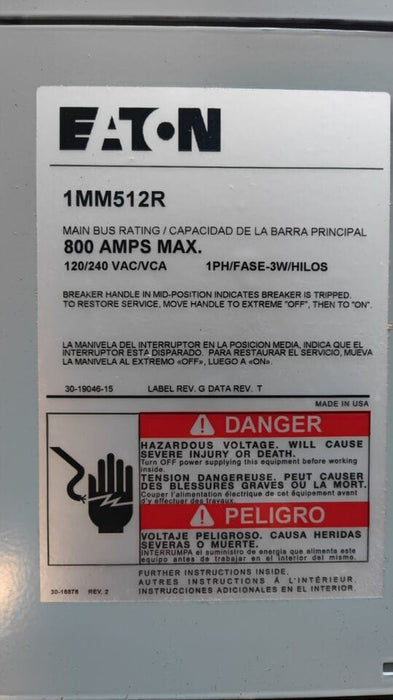 EATON
1MM512R
MAIN BUS RATING / CAPACIDAD DE LA BARRA PRINCIPAL
800 AMPS MAX.
120/240 VAC/VCA 1PH/FASE-3W/HILOS
BREAKER HANDLE IN MID-POSITION INDICATES BREAKER IS TRIPPED.
TO RESTORE SERVICE, MOVE HANDLE TO EXTREME "OFF", THEN TO "ON".
LA MANIVELA DEL INTERRUPTOR EN LA POSICION MEDIA, INDICA QUE EL
INTERRUPTOR ESTA DISPARADO. PARA RESTAURAR EL SERVICIO, MUEVA
LA MANIVELA AL EXTREMO «OFF», LUEGO A «ON».
30-19046-15 LABEL REV. G DATA REV. T
MADE IN USA
DANGER
HAZARDOUS VOLTAGE. WILL CAUSE
SEVERE INJURY OR DEATH.
Turn OFF power supplying this equipment before working
inside.
TENSION DANGEREUSE. PEUT CAUSER
DES BLESSURES GRAVES OU LA MORT.
Couper l'alimentation électrique de cet équipement avant
d'y effectuer des travaux.
PELIGRO
VOLTAJE PELIGROSO. CAUSA HERIDAS
SEVERAS O MUERTE.
INTERRUMPA el suministro de energia que alimenta este
equipo antes de trabajar en el interior del mismo.
30-16878 REV. 2
FURTHER INSTRUCTIONS INSIDE.
AUTRES INSTRUCTIONS À L'INTÉRIEUR.
INSTRUCCIONES ADICIONALES EN EL INTERIOR.